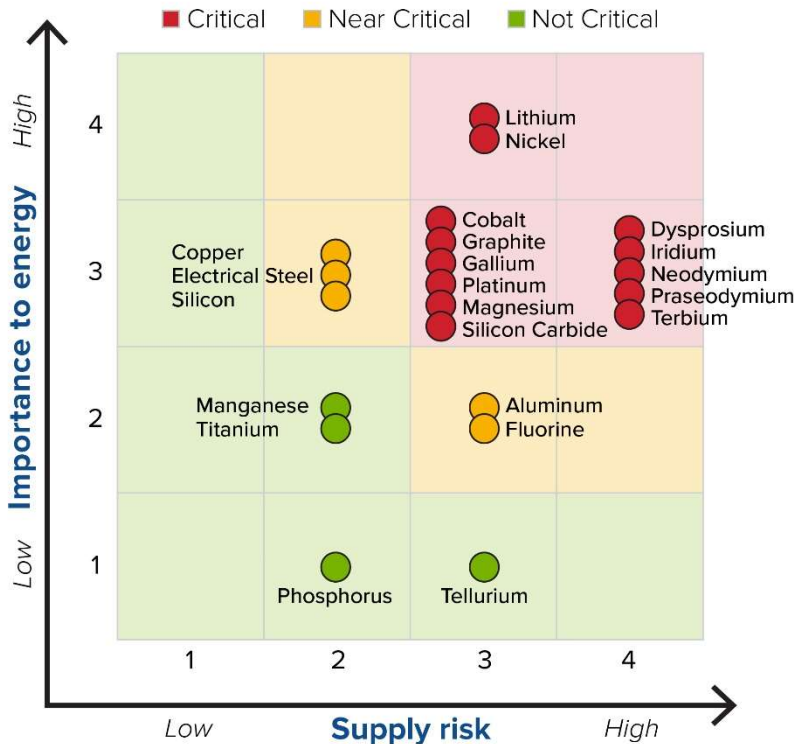 Critical
Near Critical
Not Critical
High
4
Lithium
Nickel
Importance to energy
3
Copper
Electrical Steel
Silicon
Cobalt
Graphite
Gallium
Platinum
Magnesium
Silicon Carbide
Dysprosium
Iridium
Neodymium
Praseodymium
Terbium
2
Manganese
Titanium
Aluminum
Fluorine
Low
1
Phosphorus
Tellurium
1
2
3
4
Low
Supply risk
High